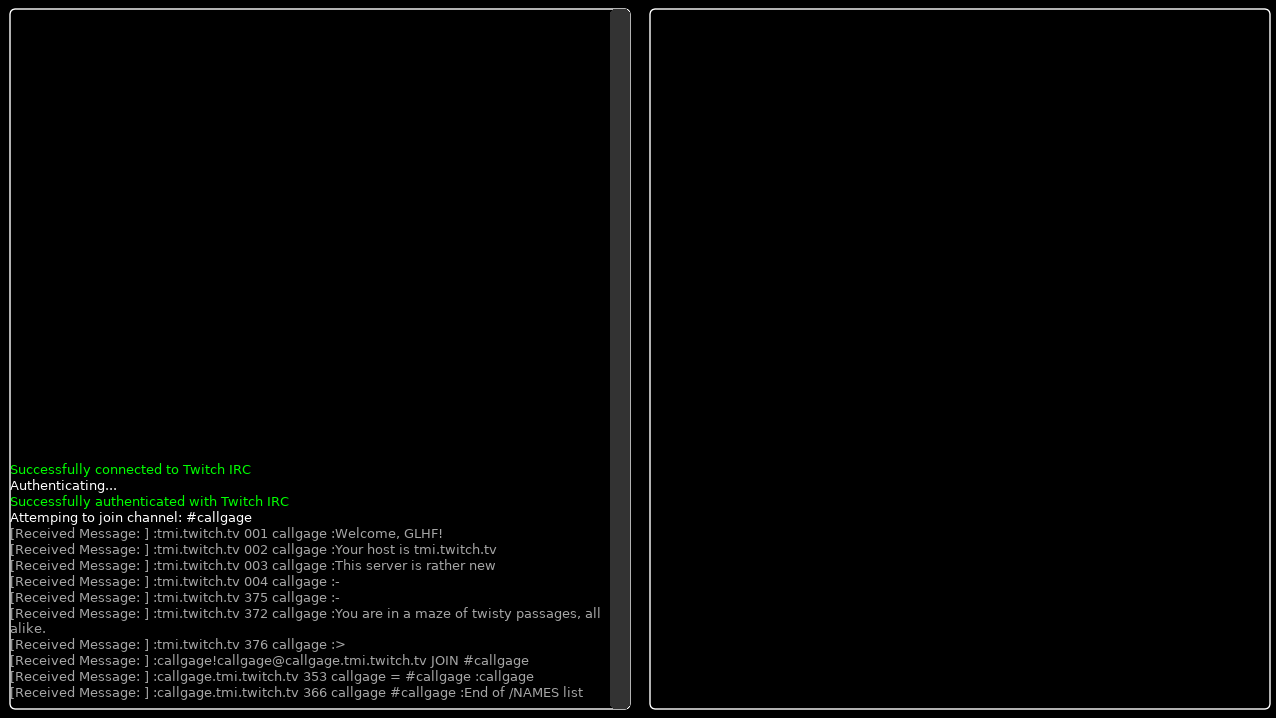 Successfully connected to Twitch IRC
Authenticating...
Successfully authenticated with Twitch IRC
Attemping to join channel: #callgage
[Received Message: ] :tmi.twitch.tv 001 callgage :Welcome, GLHF!
[Received Message: ] :tmi.twitch.tv 002 callgage :Your host is tmi.twitch.tv
[Received Message: ] :tmi.twitch.tv 003 callgage :This server is rather new
[Received Message: ] :tmi.twitch.tv 004 callgage :-
[Received Message: ] :tmi.twitch.tv 375 callgage :-
[Received Message: ] :tmi.twitch.tv 372 callgage :You are in a maze of twisty passages, all
alike.
[Received Message: ] :tmi.twitch.tv 376 callgage :>
[Received Message: ] :callgage!callgage@callgage.tmi.twitch.tv JOIN #callgage
[Received Message: ] :callgage.tmi.twitch.tv 353 callgage = #callgage :callgage
[Received Message: ] :callgage.tmi.twitch.tv 366 callgage #callgage :End of /NAMES list